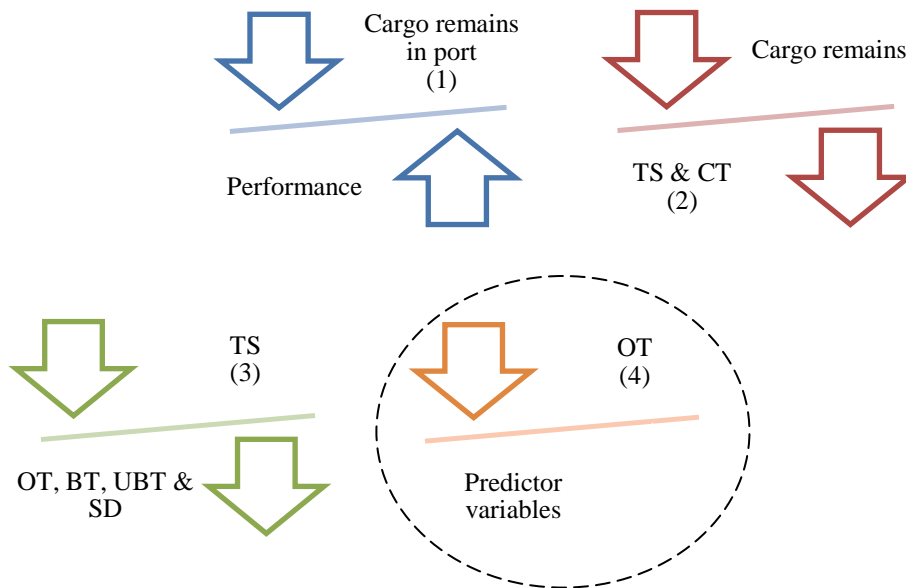 Cargo remains
in port
(1)
Performance
Cargo remains
TS & CT
(2)
TS
(3)
OT, BT, UBT &
SD
OT
(4)
Predictor
variables